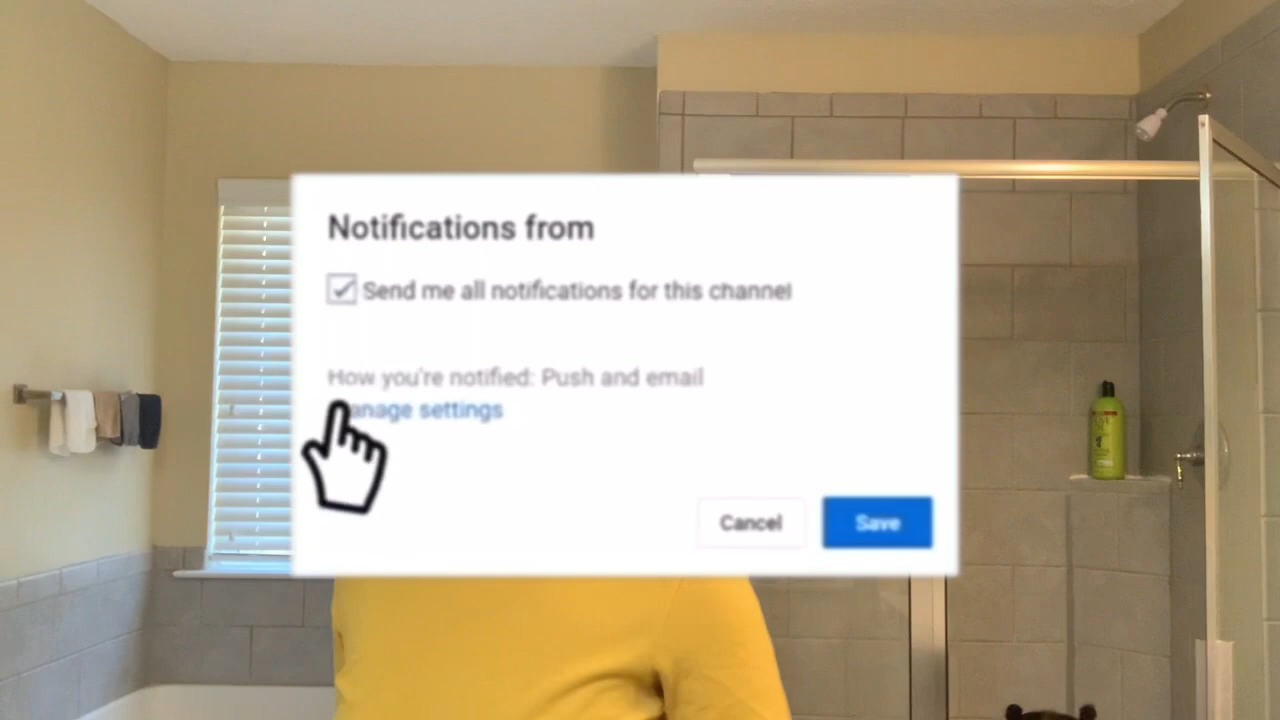 Notifications from
Send me all notifications for this channel
How you're notified: Push and email
anage settings
Cancel
Save